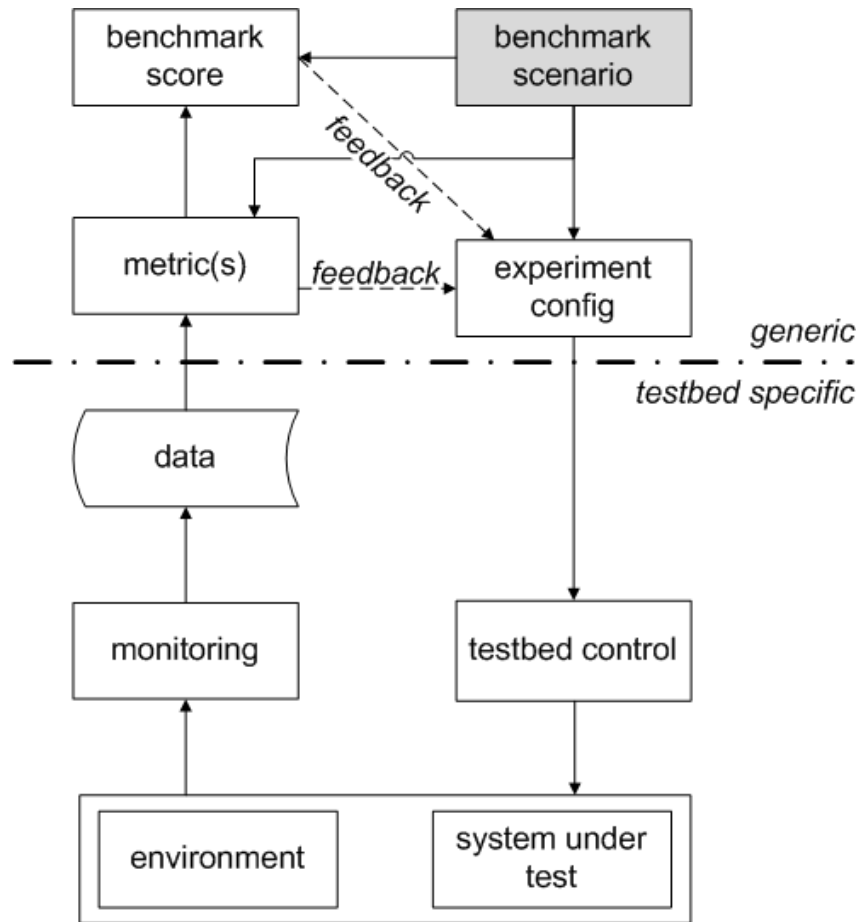 benchmark
score
benchmark
scenario
feedback
metric(s)
feedback
experiment
config
generic
testbed specific
data
monitoring
testbed control
environment
system under
test